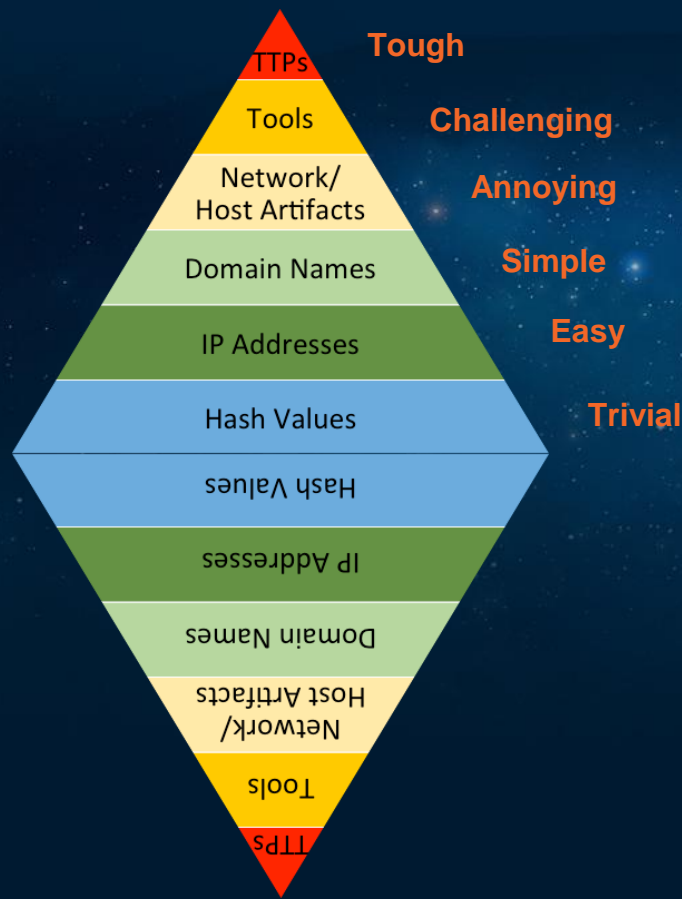 TTPs
Tough
Tools
Challenging
Network/
Host Artifacts
Annoying
Domain Names
Simple
IP Addresses
Easy
Hash Values
Trivial
Hash Values
IP Addresses
Domain Names
Network/
Host Artifacts
Tools
TTPs